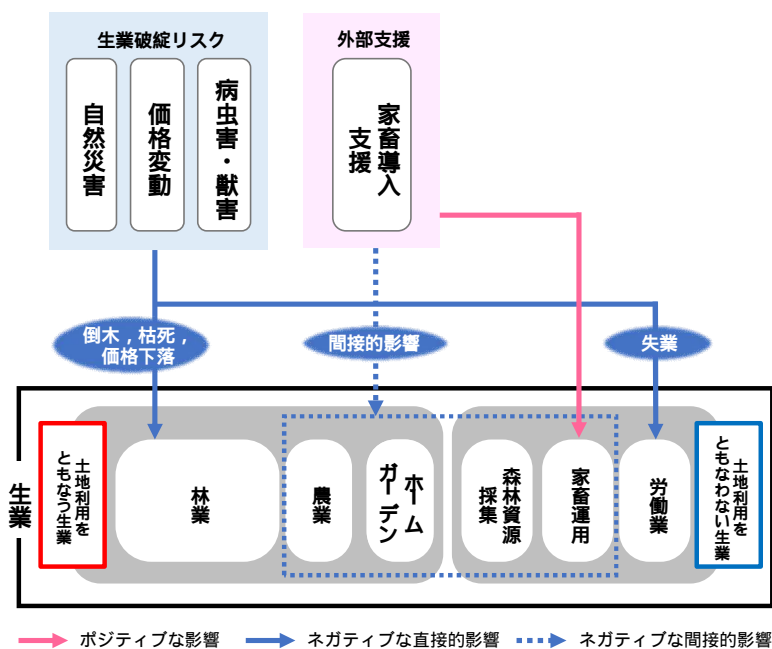 生業破綻リスク
自然災害
価格変動
病虫害・獣害
外部支援
家畜導入
支援
倒木，枯死，
価格下落
間接的影響
失業
生業
土地利用を
ともなう生業
林業
農業
ホーム
ガーデン
森林資源
採集
家畜運用
労働業
土地利用を
ともなわない生業
ポジティブな影響
ネガティブな直接的影響
ネガティブな間接的影響